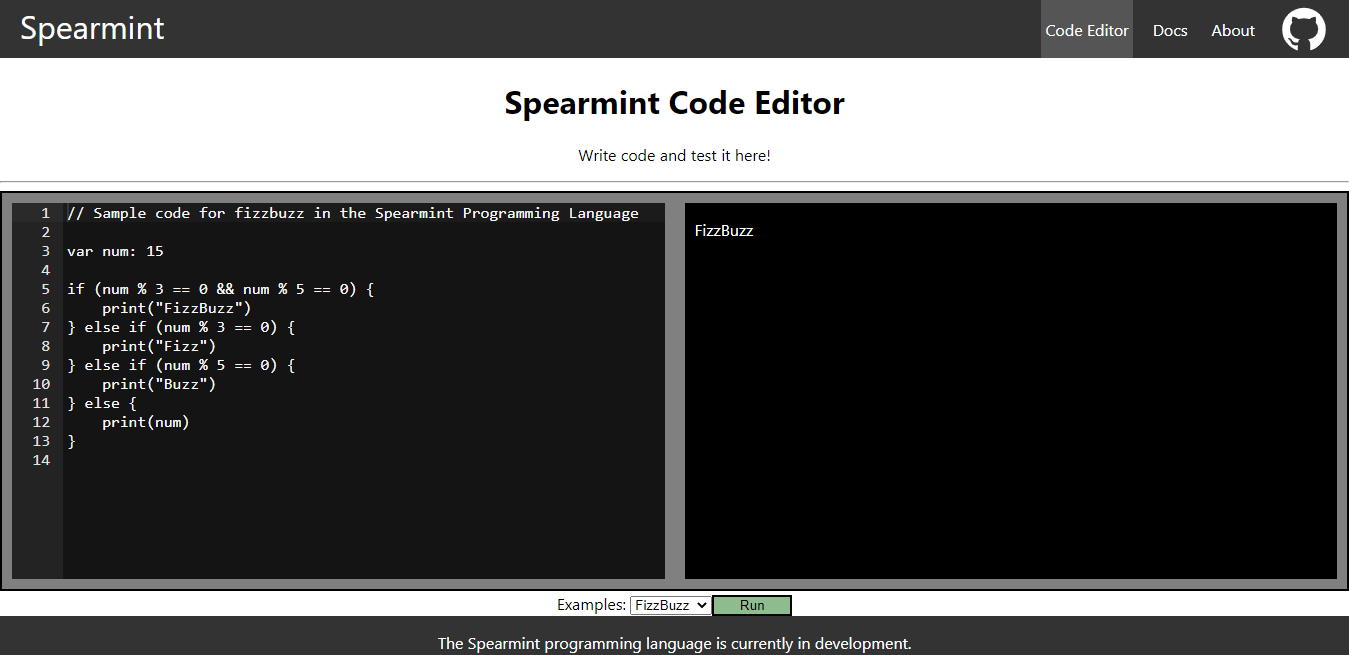 Spearmint
Code Editor Docs About
Spearmint Code Editor
Write code and test it here!
1 // Sample code for fizzbuzz in the Spearmint Programming Language
2
3 var num: 15
4
5 if (num % 3 == 0 && num % 5 == 0) {
6     print("FizzBuzz")
7 } else if (num % 3 == 0) {
8     print("Fizz")
9 } else if (num % 5 == 0) {
10     print("Buzz")
11 } else {
12     print(num)
13 }
14
FizzBuzz
Examples: FizzBuzz Run
The Spearmint programming language is currently in development.